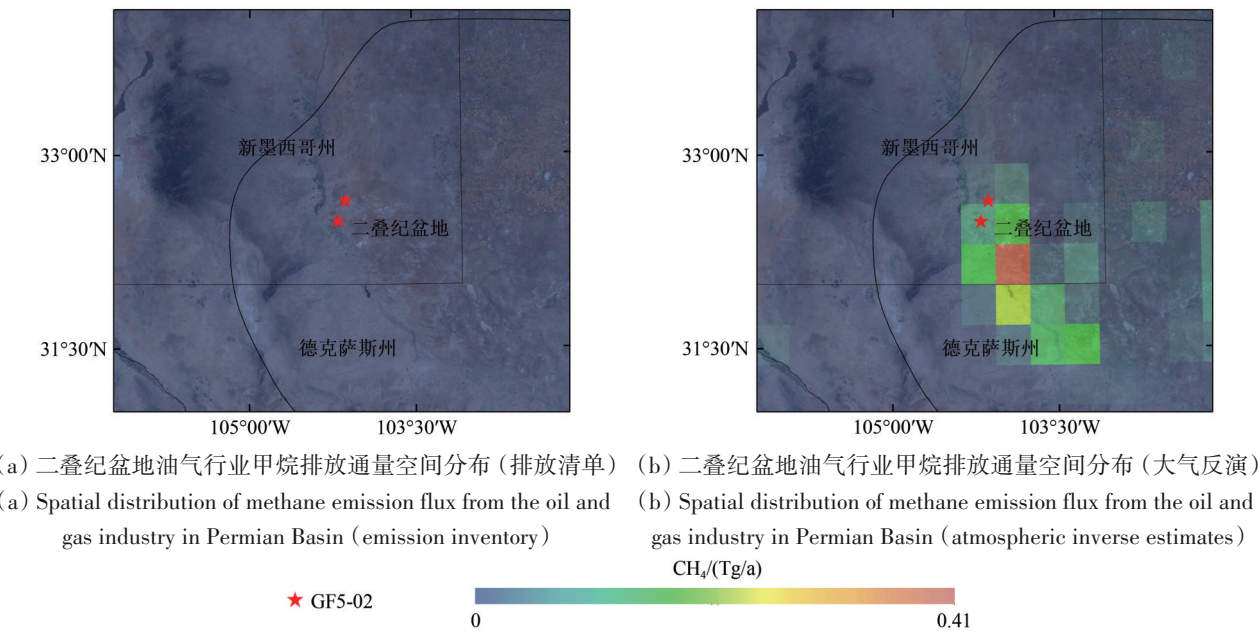 33°00′N
新墨西哥州
二叠纪盆地
31°30′N
德克萨斯州
105°00′W
103°30′W
33°00′N
新墨西哥州
二叠纪盆地
31°30′N
德克萨斯州
105°00′W
103°30′W
(a) 二叠纪盆地油气行业甲烷排放通量空间分布（排放清单）
(a) Spatial distribution of methane emission flux from the oil and
gas industry in Permian Basin (emission inventory)
(b) 二叠纪盆地油气行业甲烷排放通量空间分布（大气反演）
(b) Spatial distribution of methane emission flux from the oil and
gas industry in Permian Basin (atmospheric inverse estimates)
CH₄/(Tg/a)
GF5-02
0
0.41